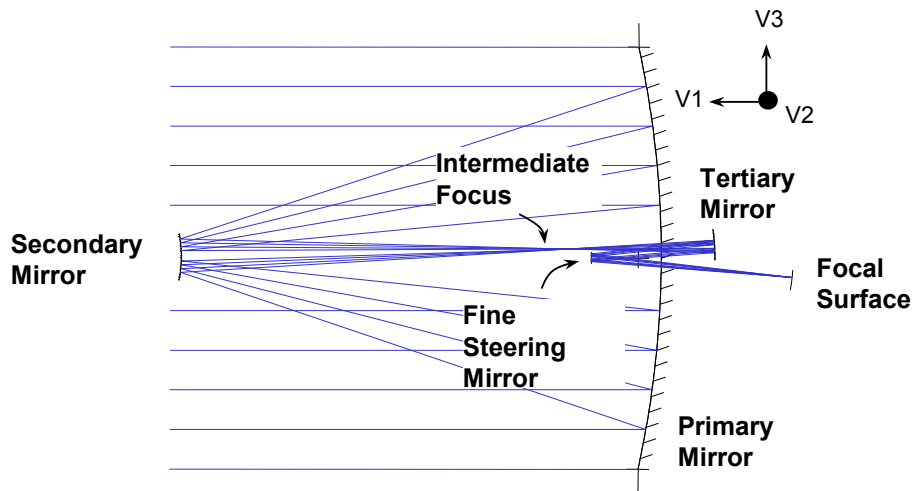 V3
V1
V2
Intermediate
Focus
Tertiary
Mirror
Secondary
Mirror
Focal
Surface
Fine
Steering
Mirror
Primary
Mirror